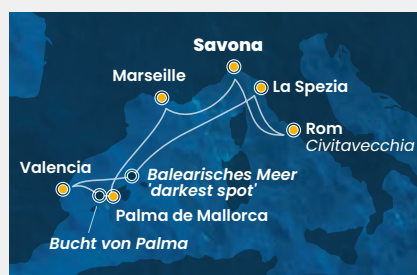 Savona
Marseille
La Spezia
Rom
Civitavecchia
Valencia
Balearisches Meer
'darkest spot'
Palma de Mallorca
Bucht von Palma